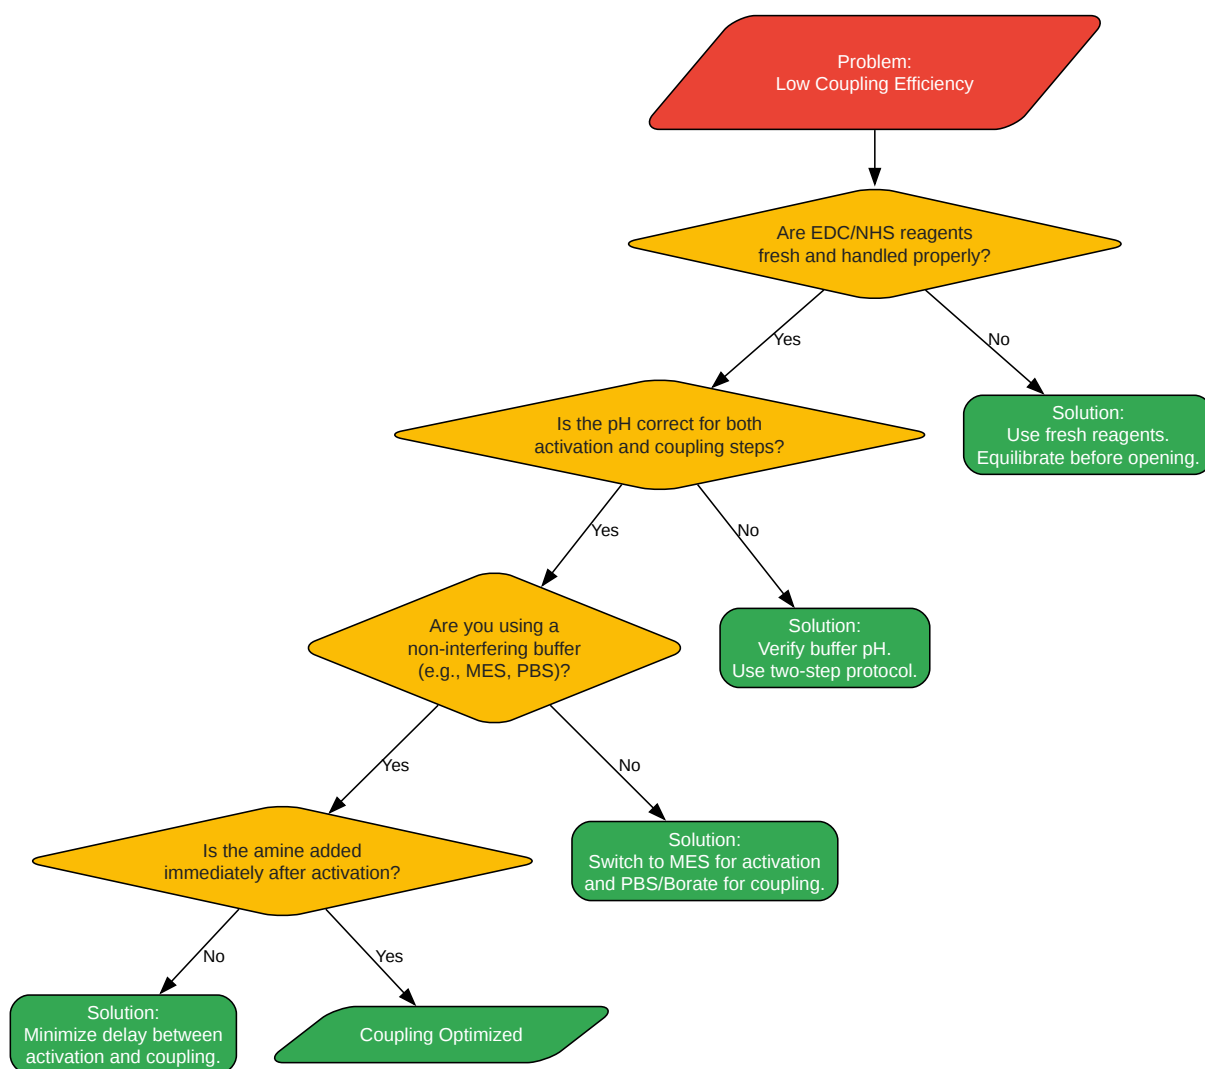 Problem:
Low Coupling Efficiency
Are EDC/NHS reagents
fresh and handled properly?
Yes
No
Is the pH correct for both
activation and coupling steps?
Solution:
Use fresh reagents.
Equilibrate before opening.
Yes
No
Are you using a
non-interfering buffer
(e.g., MES, PBS)?
Solution:
Verify buffer pH.
Use two-step protocol.
Yes
No
Is the amine added
immediately after activation?
Solution:
Switch to MES for activation
and PBS/Borate for coupling.
No
Yes
Solution:
Minimize delay between
activation and coupling.
Coupling Optimized